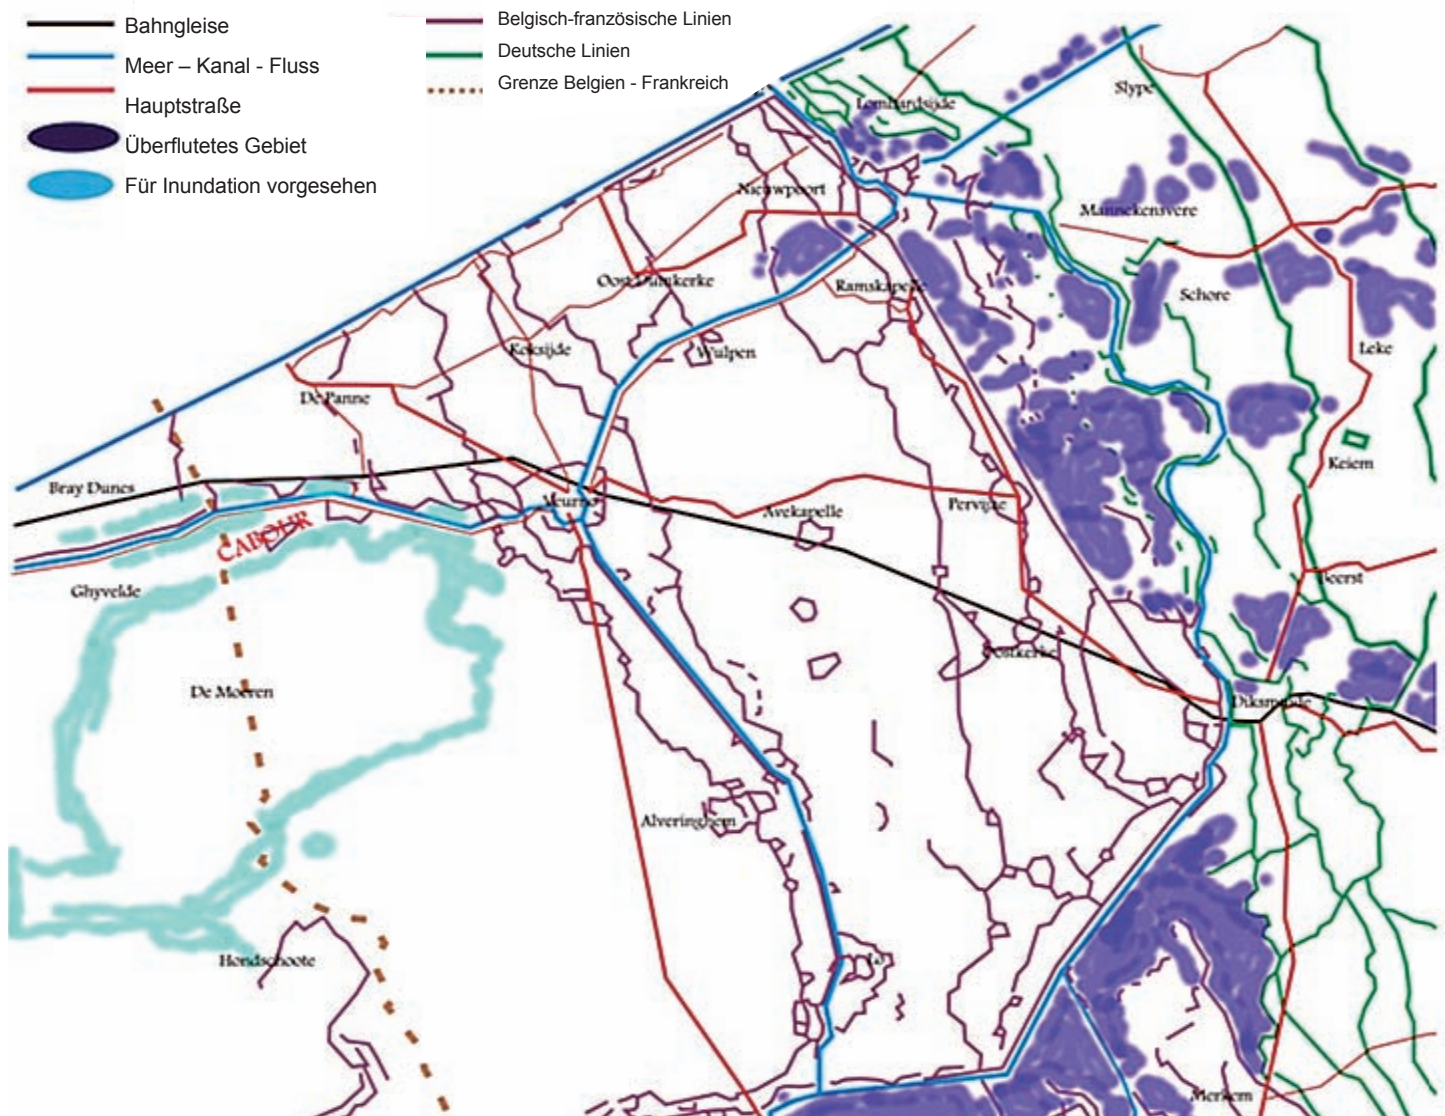 Bahngleise
Meer – Kanal - Fluss
Hauptstraße
Überflutetes Gebiet
Für Inundation vorgesehen
Belgisch-französische Linien
Deutsche Linien
Grenze Belgien - Frankreich
Slype
Lombardsijde
Nieuwpoort
Mannekensvere
Oost Duinkerke
Ramskapelle
Schore
Koksijde
Wulpen
Leke
De Panne
Keiem
Bray Dunes
Veurne
Avekapelle
Pervijze
CABOUR
Ghyvelde
Beerst
Oostkerke
De Moeren
Diksmuide
Alveringhem
Hondschoote
Lo
Merkem